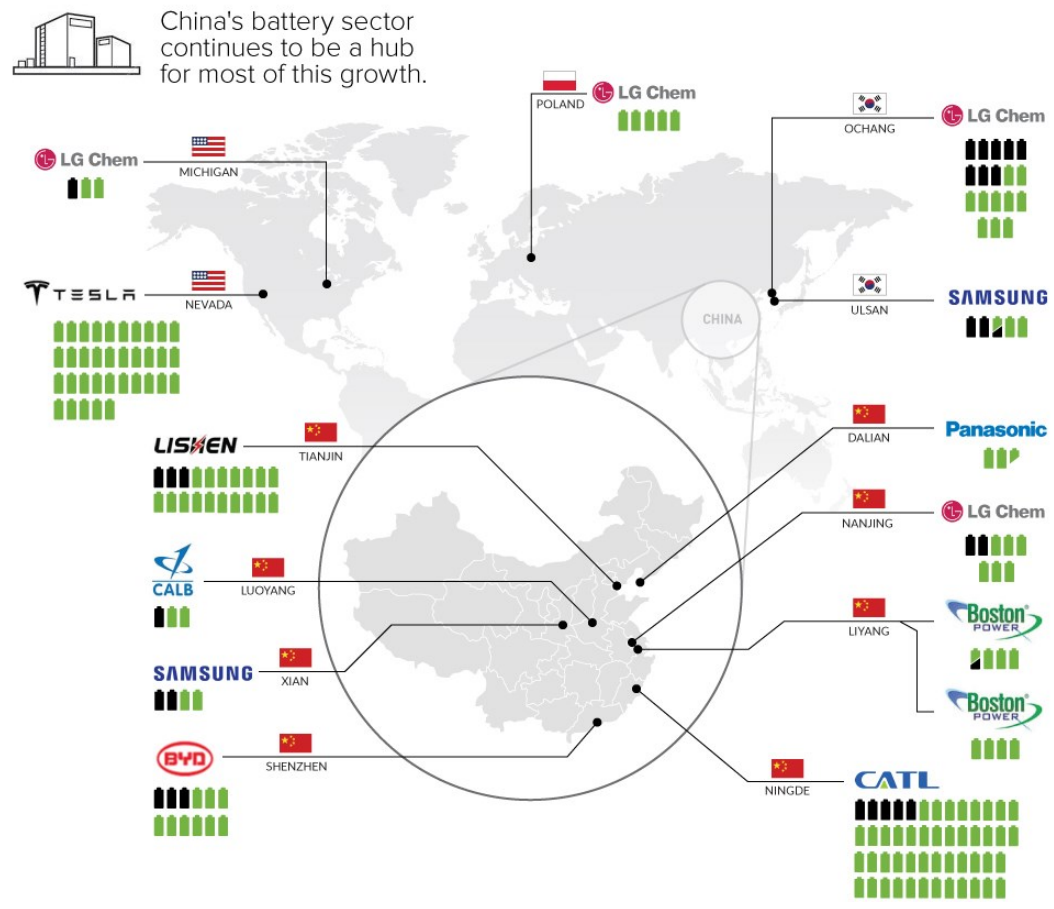 China's battery sector
continues to be a hub
for most of this growth.
POLAND
LG Chem
OCHANG
LG Chem
LG Chem
MICHIGAN
TESLA
NEVADA
ULSAN
SAMSUNG
CHINA
LISHEN
TIANJIN
DALIAN
Panasonic
NANJING
LG Chem
CALB
LUOYANG
LIYANG
Boston®
POWER
SAMSUNG
XIAN
Boston®
POWER
BYD
SHENZHEN
NINGDE
CATL